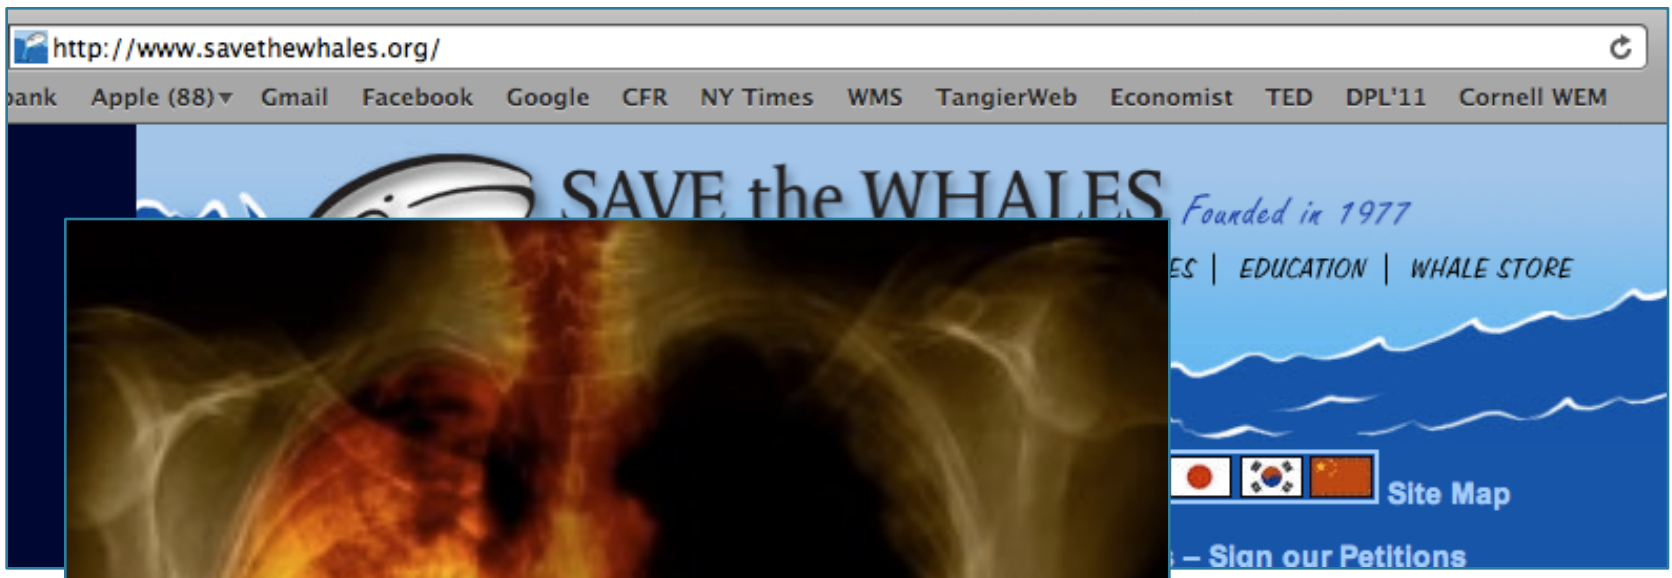 http://www.savethewhales.org/
Apple (88) Gmail Facebook Google CFR NY Times WMS TangierWeb Economist TED DPL'11 Cornell WEM
SAVE the WHALES Founded in 1977
EDUCATION | WHALE STORE
Site Map
– Sign our Petitions